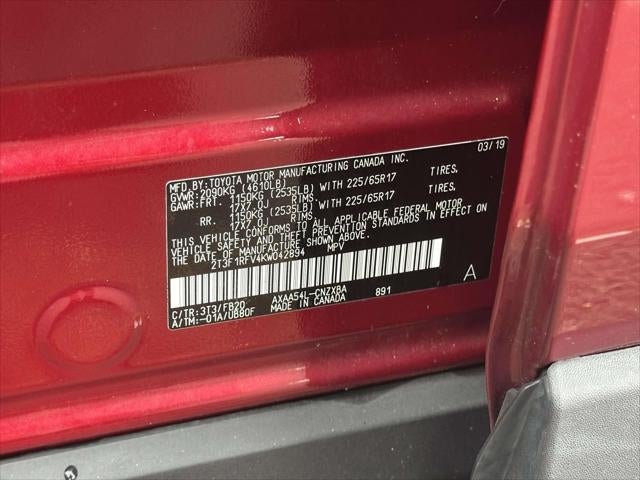 MFD.BY:TOYOTA MOTOR MANUFACTURING CANADA INC. 03/19
GVWR:2090KG (4610LB)
GAWR:FRT. 1150KG (2535LB) WITH 225/65R17 TIRES,
17X7 J RIMS.
RR. 1150KG (2535LB) WITH 225/65R17 TIRES,
17X7 J RIMS.
THIS VEHICLE CONFORMS TO ALL APPLICABLE FEDERAL MOTOR
VEHICLE SAFETY, BUMPER, AND THEFT PREVENTION STANDARDS IN EFFECT ON
THE DATE OF MANUFACTURE SHOWN ABOVE.
2T3F1RFV4KW042894 MPV
A
C/TR:3T3/FB20 AXAA54L-CNZXBA 891
A/TM:-01A/UB80F MADE IN CANADA